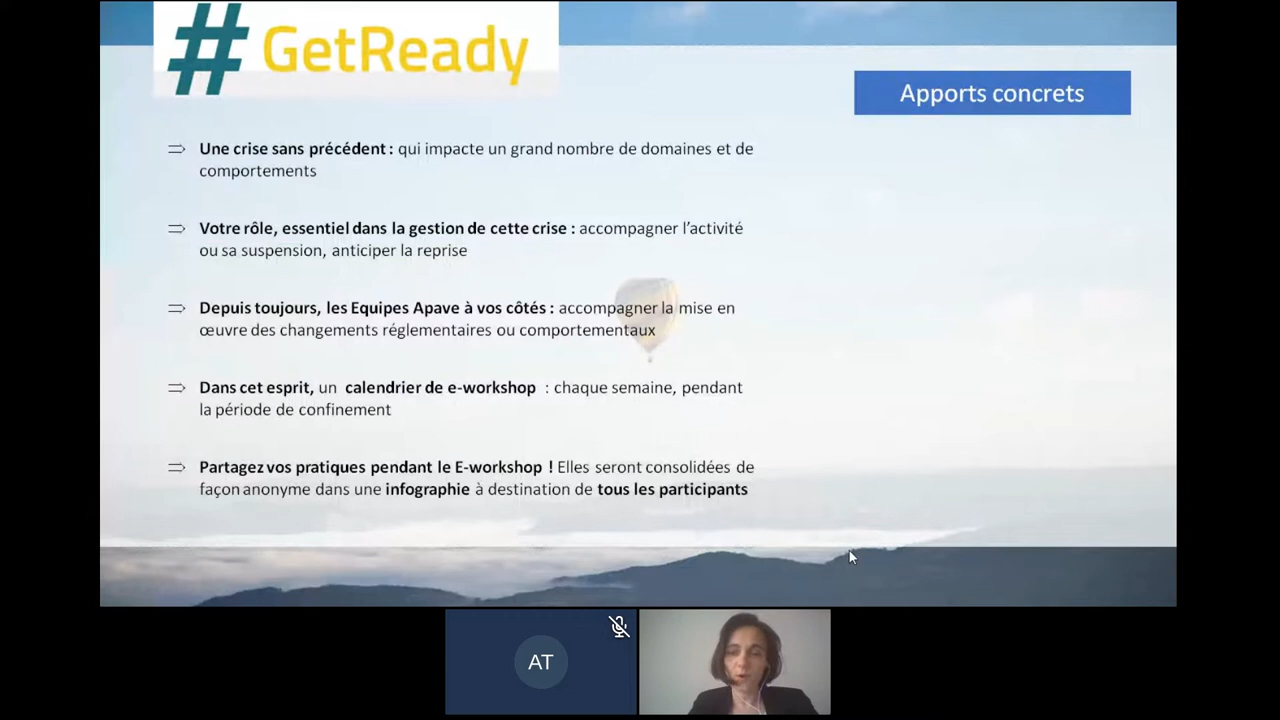 #GetReady
Apports concrets
⇒ Une crise sans précédent : qui impacte un grand nombre de domaines et de
comportements
⇒ Votre rôle, essentiel dans la gestion de cette crise : accompagner l’activité
ou sa suspension, anticiper la reprise
⇒ Depuis toujours, les Equipes Apave à vos côtés : accompagner la mise en
œuvre des changements réglementaires ou comportementaux
⇒ Dans cet esprit, un calendrier de e-workshop : chaque semaine, pendant
la période de confinement
⇒ Partagez vos pratiques pendant le E-workshop ! Elles seront consolidées de
façon anonyme dans une infographie à destination de tous les participants
AT